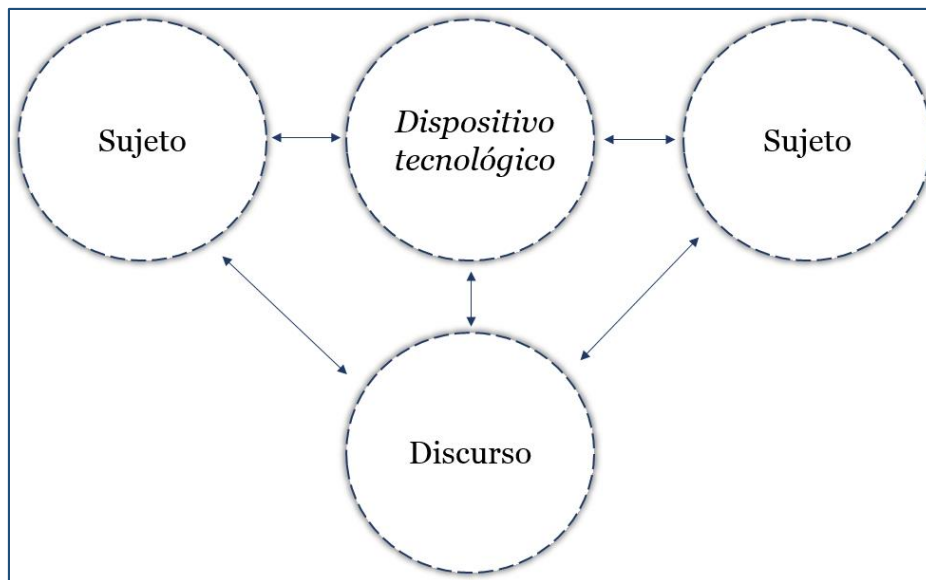 Sujeto
Dispositivo
tecnológico
Sujeto
Discurso